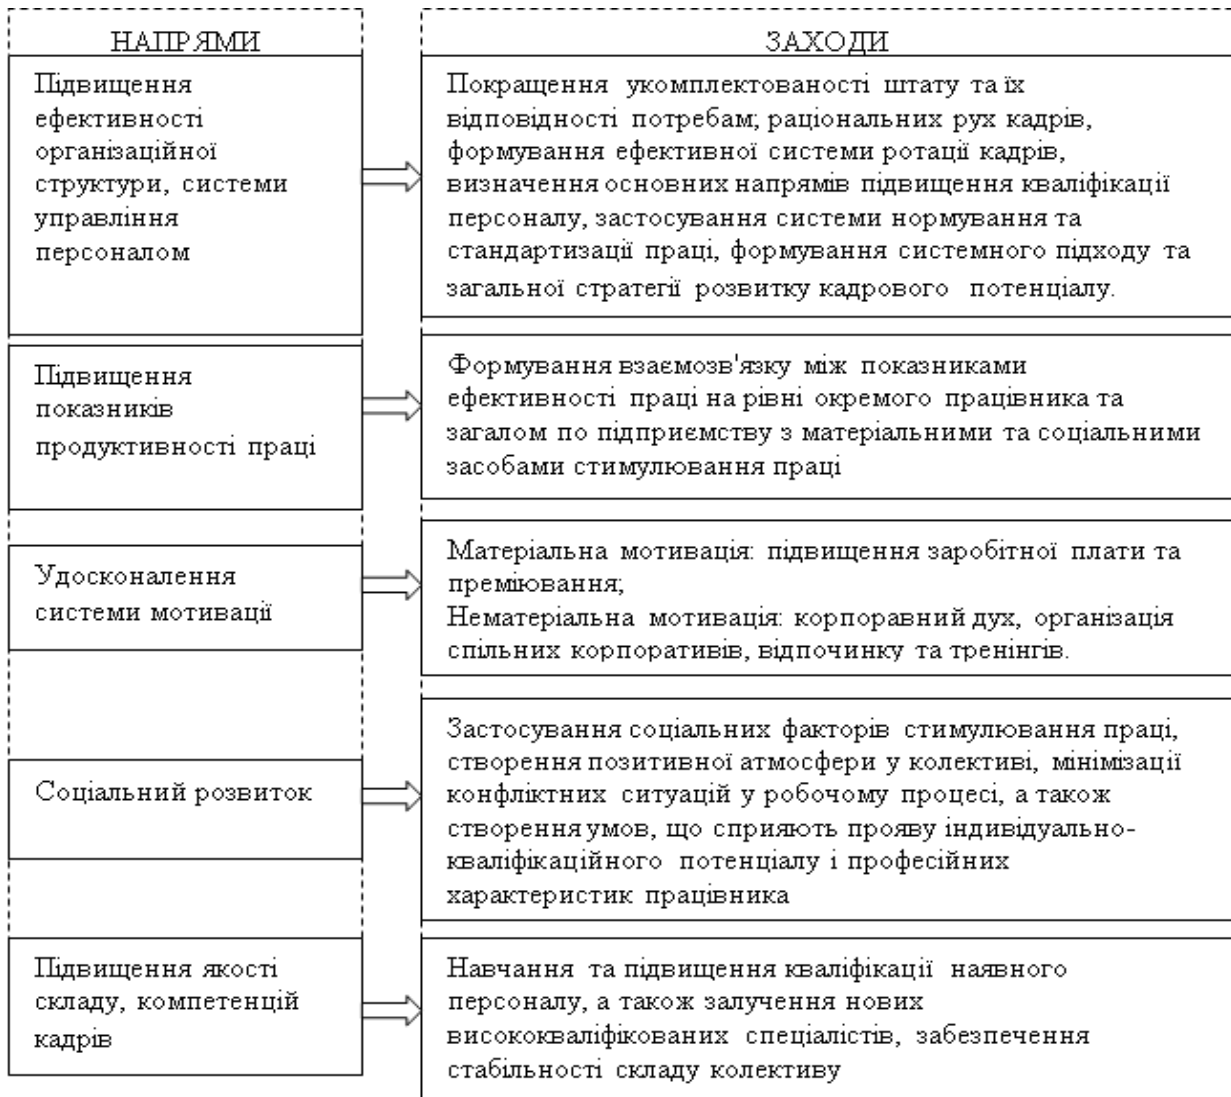 НАПРЯМИ
ЗАХОДИ
Підвищення
ефективності
організаційної
структури, системи
управління
персоналом
Покращення укомплектованості штату та їх
відповідності потребам; раціональних рух кадрів,
формування ефективної системи ротації кадрів,
визначення основних напрямів підвищення кваліфікації
персоналу, застосування системи нормування та
стандартизації праці, формування системного підходу та
загальної стратегії розвитку кадрового потенціалу.
Підвищення
показників
продуктивності праці
Формування взаємозв'язку між показниками
ефективності праці на рівні окремого працівника та
загалом по підприємству з матеріальними та соціальними
засобами стимулювання праці
Удосконалення
системи мотивації
Матеріальна мотивація: підвищення заробітної плати та
преміювання;
Нематеріальна мотивація: корпоравний дух, організація
спільних корпоративів, відпочинку та тренінгів.
Соціальний розвиток
Застосування соціальних факторів стимулювання праці,
створення позитивної атмосфери у колективі, мінімізації
конфліктних ситуацій у робочому процесі, а також
створення умов, що сприяють прояву індивідуально-
кваліфікаційного потенціалу і професійних
характеристик працівника
Підвищення якості
складу, компетенцій
кадрів
Навчання та підвищення кваліфікації наявного
персоналу, а також залучення нових
висококваліфікованих спеціалістів, забезпечення
стабільності складу колективу